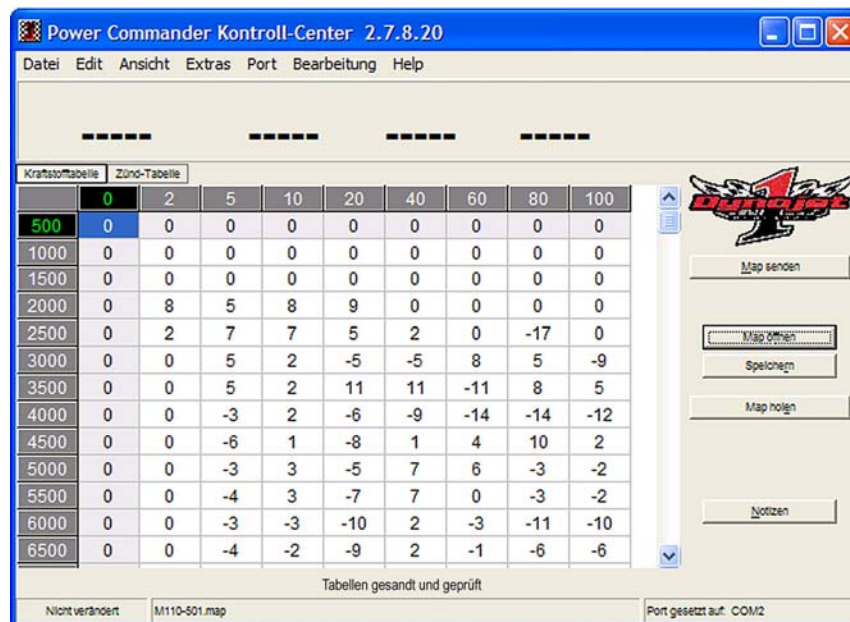 Power Commander Kontroll-Center 2.7.8.20
Datei Edit Ansicht Extras Port Bearbeitung Help
----- ----- ----- -----
Kraftstofftabelle Zünd-Tabelle
0 2 5 10 20 40 60 80 100
500 0 0 0 0 0 0 0 0 0
1000 0 0 0 0 0 0 0 0 0
1500 0 0 0 0 0 0 0 0 0
2000 0 8 5 8 9 0 0 0 0
2500 0 2 7 7 5 2 0 -17 0
3000 0 0 5 2 -5 -5 8 5 -9
3500 0 0 5 2 11 11 -11 8 5
4000 0 0 -3 2 -6 -9 -14 -14 -12
4500 0 0 -6 1 -8 1 4 10 2
5000 0 0 -3 3 -5 7 6 -3 -2
5500 0 0 -4 3 -7 7 0 -3 -2
6000 0 0 -3 -3 -10 2 -3 -11 -10
6500 0 0 -4 -2 -9 2 -1 -6 -6
Dynojet
1
Map senden
Map öffnen
Speichern
Map holen
Notizen
Tabellen gesandt und geprüft
Nicht verändert M110-501.map Port gesetzt auf: COM2